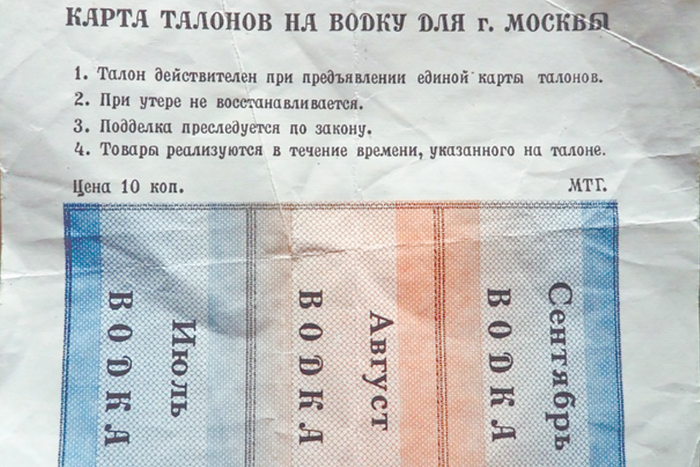 КАРТА ТАЛОНОВ НА ВОДКУ ДЛЯ г. МОСКВЫ
1. Талон действителен при предъявлении единой карты талонов.
2. При утере не восстанавливается.
3. Подделка преследуется по закону.
4. Товары реализуются в течение времени, указанного на талоне.
Цена 10 коп. МТГ.
Июль
ВОДКА
Август
ВОДКА
Сентябрь
ВОДКА